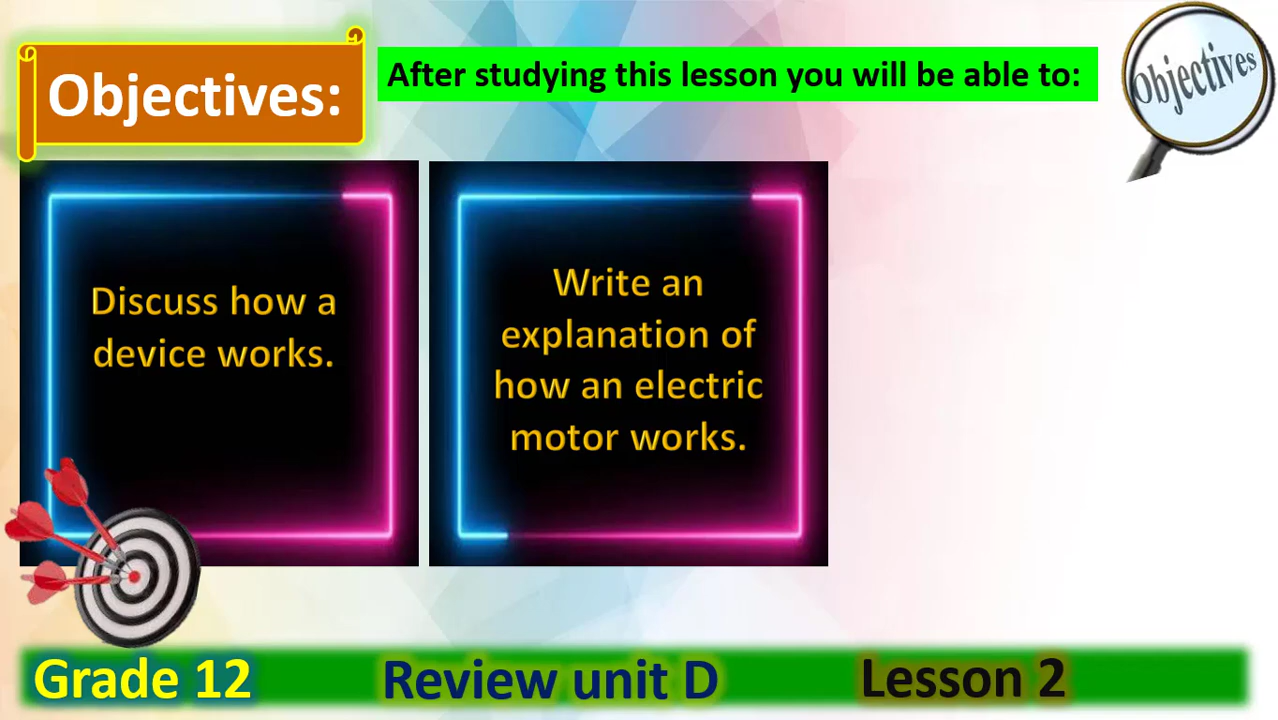 Objectives:
After studying this lesson you will be able to:
Objectives
Discuss how a
device works.
Write an
explanation of
how an electric
motor works.
Grade 12
Review unit D
Lesson 2